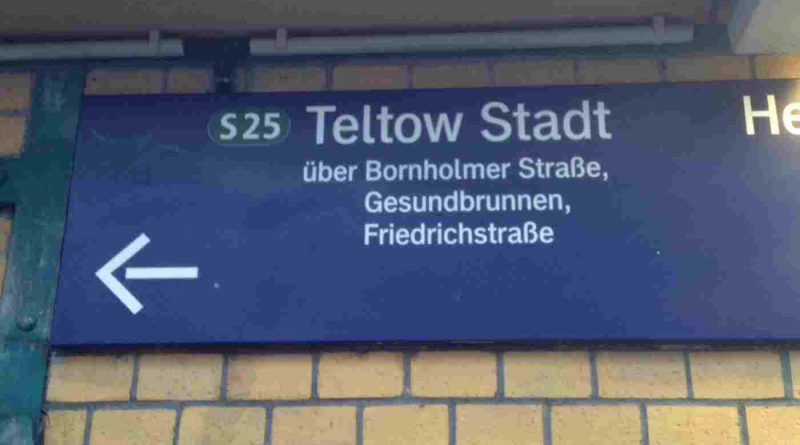 S25 Teltow Stadt
über Bornholmer Straße,
Gesundbrunnen,
Friedrichstraße